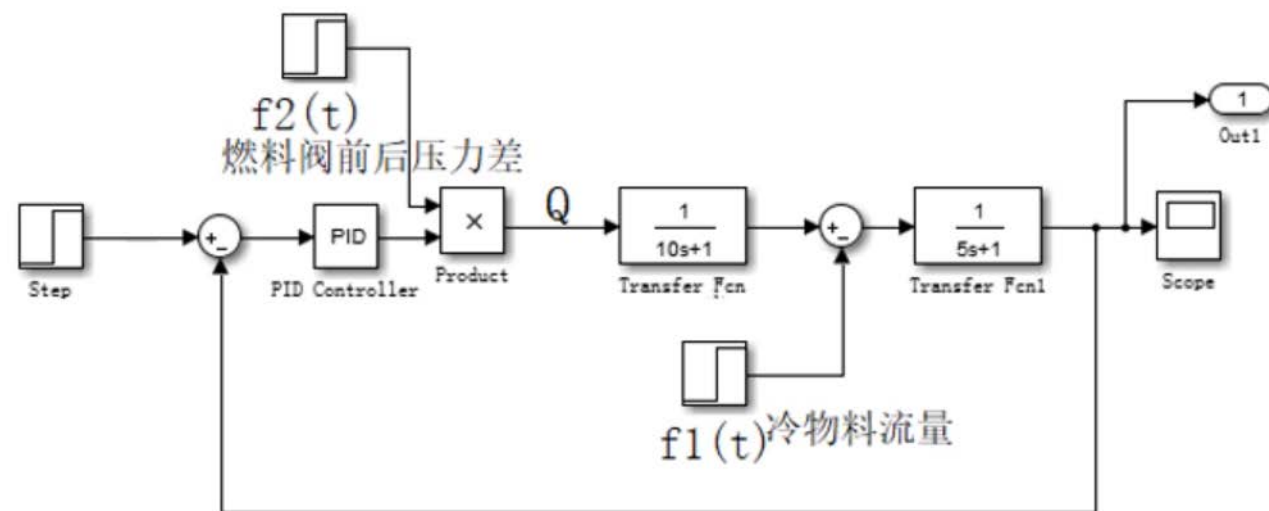 f2(t)
燃料阀前后压力差
1
Out1
+
-
PID
×
Q
1
10s+1
+
-
1
5s+1
Step
PID Controller
Product
Transfer Fcn
Transfer Fcn1
Scope
f1(t)
冷物料流量